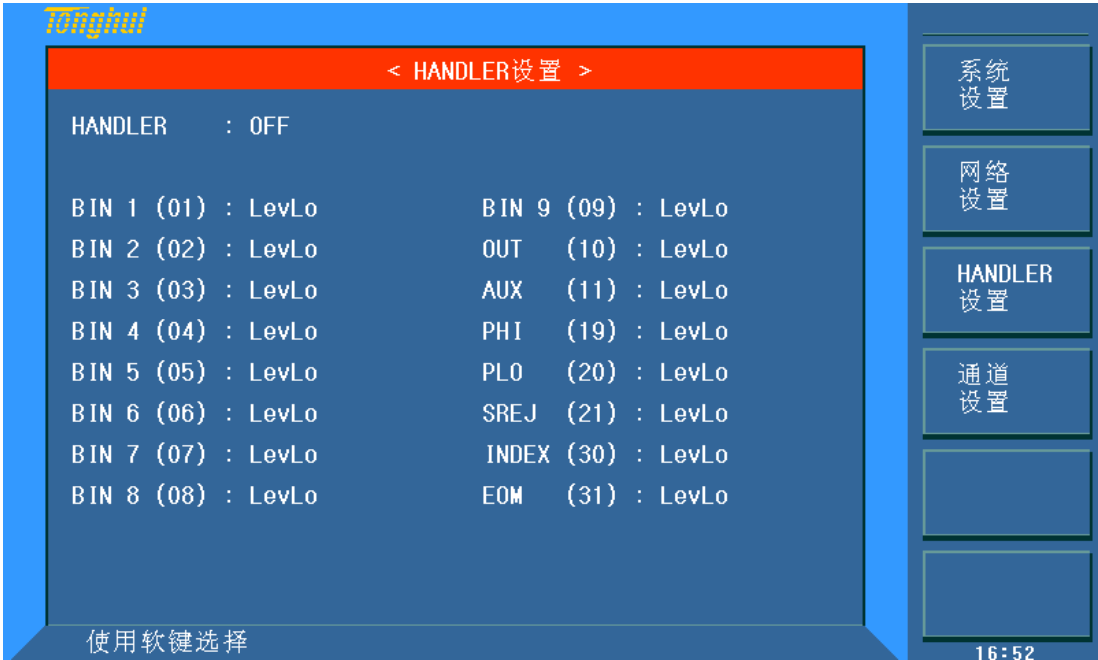 Tonghui
< HANDLER设置 >
HANDLER : OFF
BIN 1 (01) : LevLo
BIN 2 (02) : LevLo
BIN 3 (03) : LevLo
BIN 4 (04) : LevLo
BIN 5 (05) : LevLo
BIN 6 (06) : LevLo
BIN 7 (07) : LevLo
BIN 8 (08) : LevLo
BIN 9 (09) : LevLo
OUT (10) : LevLo
AUX (11) : LevLo
PHI (19) : LevLo
PLO (20) : LevLo
SREJ (21) : LevLo
INDEX (30) : LevLo
EOM (31) : LevLo
使用软键选择
系统
设置
网络
设置
HANDLER
设置
通道
设置
16:52